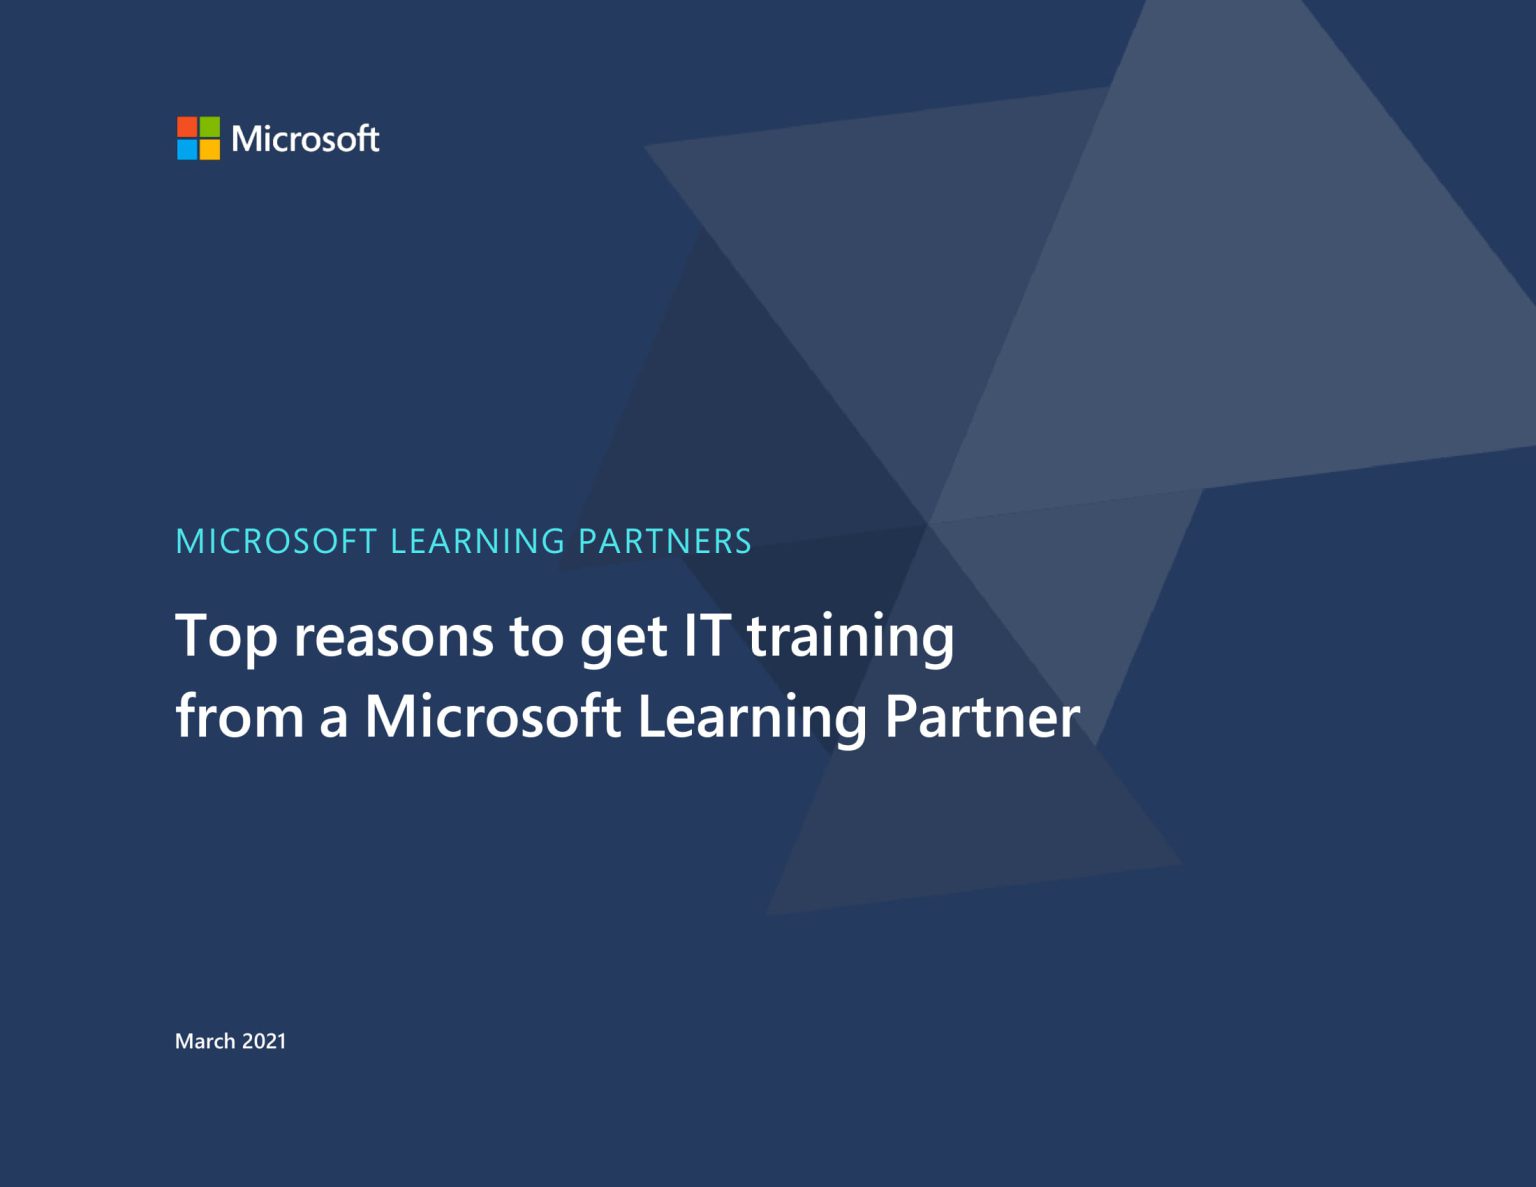 Microsoft
MICROSOFT LEARNING PARTNERS
Top reasons to get IT training
from a Microsoft Learning Partner
March 2021